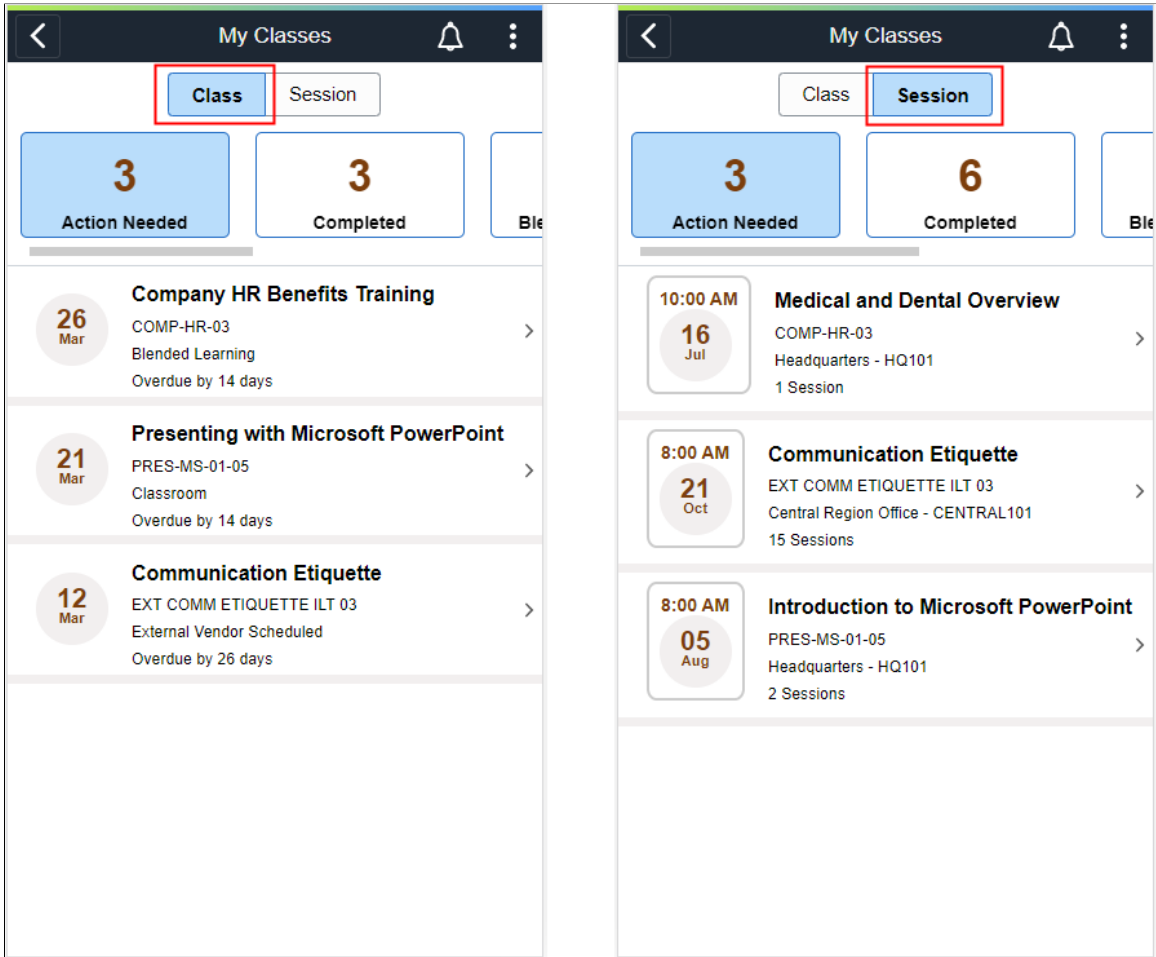 My Classes
Class
Session
3
Action Needed
3
Completed
Ble
26
Mar
Company HR Benefits Training
COMP-HR-03
Blended Learning
Overdue by 14 days
21
Mar
Presenting with Microsoft PowerPoint
PRES-MS-01-05
Classroom
Overdue by 14 days
12
Mar
Communication Etiquette
EXT COMM ETIQUETTE ILT 03
External Vendor Scheduled
Overdue by 26 days
My Classes
Class
Session
3
Action Needed
6
Completed
Ble
10:00 AM
16
Jul
Medical and Dental Overview
COMP-HR-03
Headquarters - HQ101
1 Session
8:00 AM
21
Oct
Communication Etiquette
EXT COMM ETIQUETTE ILT 03
Central Region Office - CENTRAL101
15 Sessions
8:00 AM
05
Aug
Introduction to Microsoft PowerPoint
PRES-MS-01-05
Headquarters - HQ101
2 Sessions